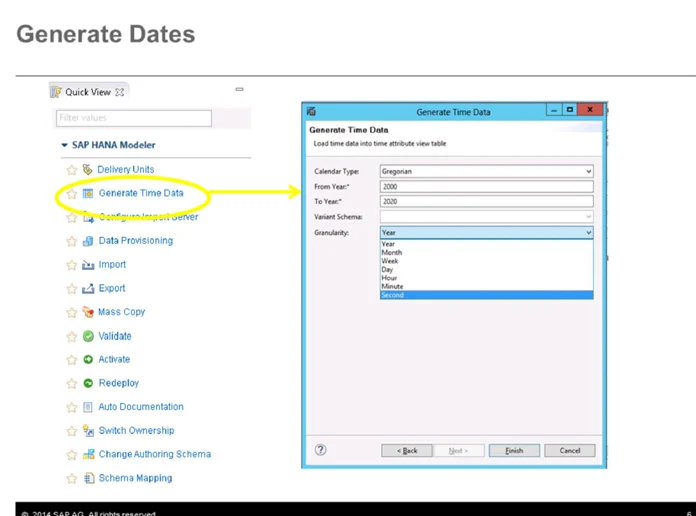 Generate Dates
Quick View
Filter values
SAP HANA Modeler
Delivery Units
Generate Time Data
Configure Import Server
Data Provisioning
Import
Export
Mass Copy
Validate
Activate
Redeploy
Auto Documentation
Switch Ownership
Change Authoring Schema
Schema Mapping
Generate Time Data
Generate Time Data
Load time data into time attribute view table
Calendar Type: Gregorian
From Year:* 2000
To Year:* 2020
Variant Schema:
Granularity: Year
Year
Month
Week
Day
Hour
Minute
Second
< Back Next > Finish Cancel
© 2014 SAP AG. All rights reserved. 6